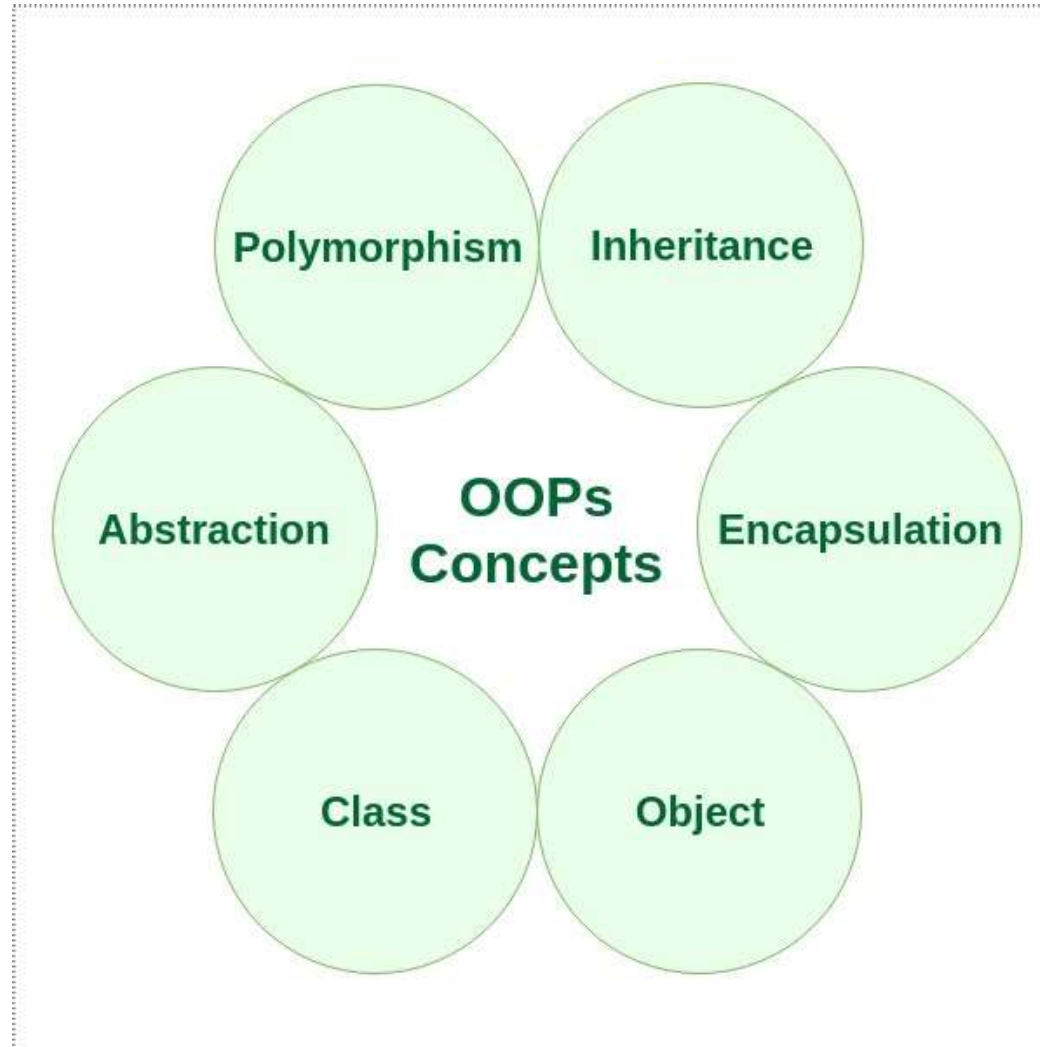 Polymorphism
Inheritance
OOPs
Concepts
Abstraction
Encapsulation
Class
Object